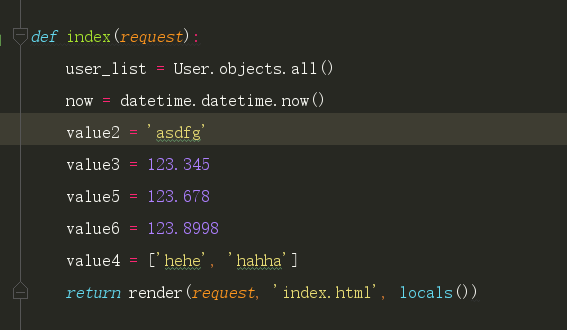 def index(request):
user_list = User.objects.all()
now = datetime.datetime.now()
value2 = 'asdfg'
value3 = 123.345
value5 = 123.678
value6 = 123.8998
value4 = ['hehe', 'hahha']
return render(request, 'index.html', locals())